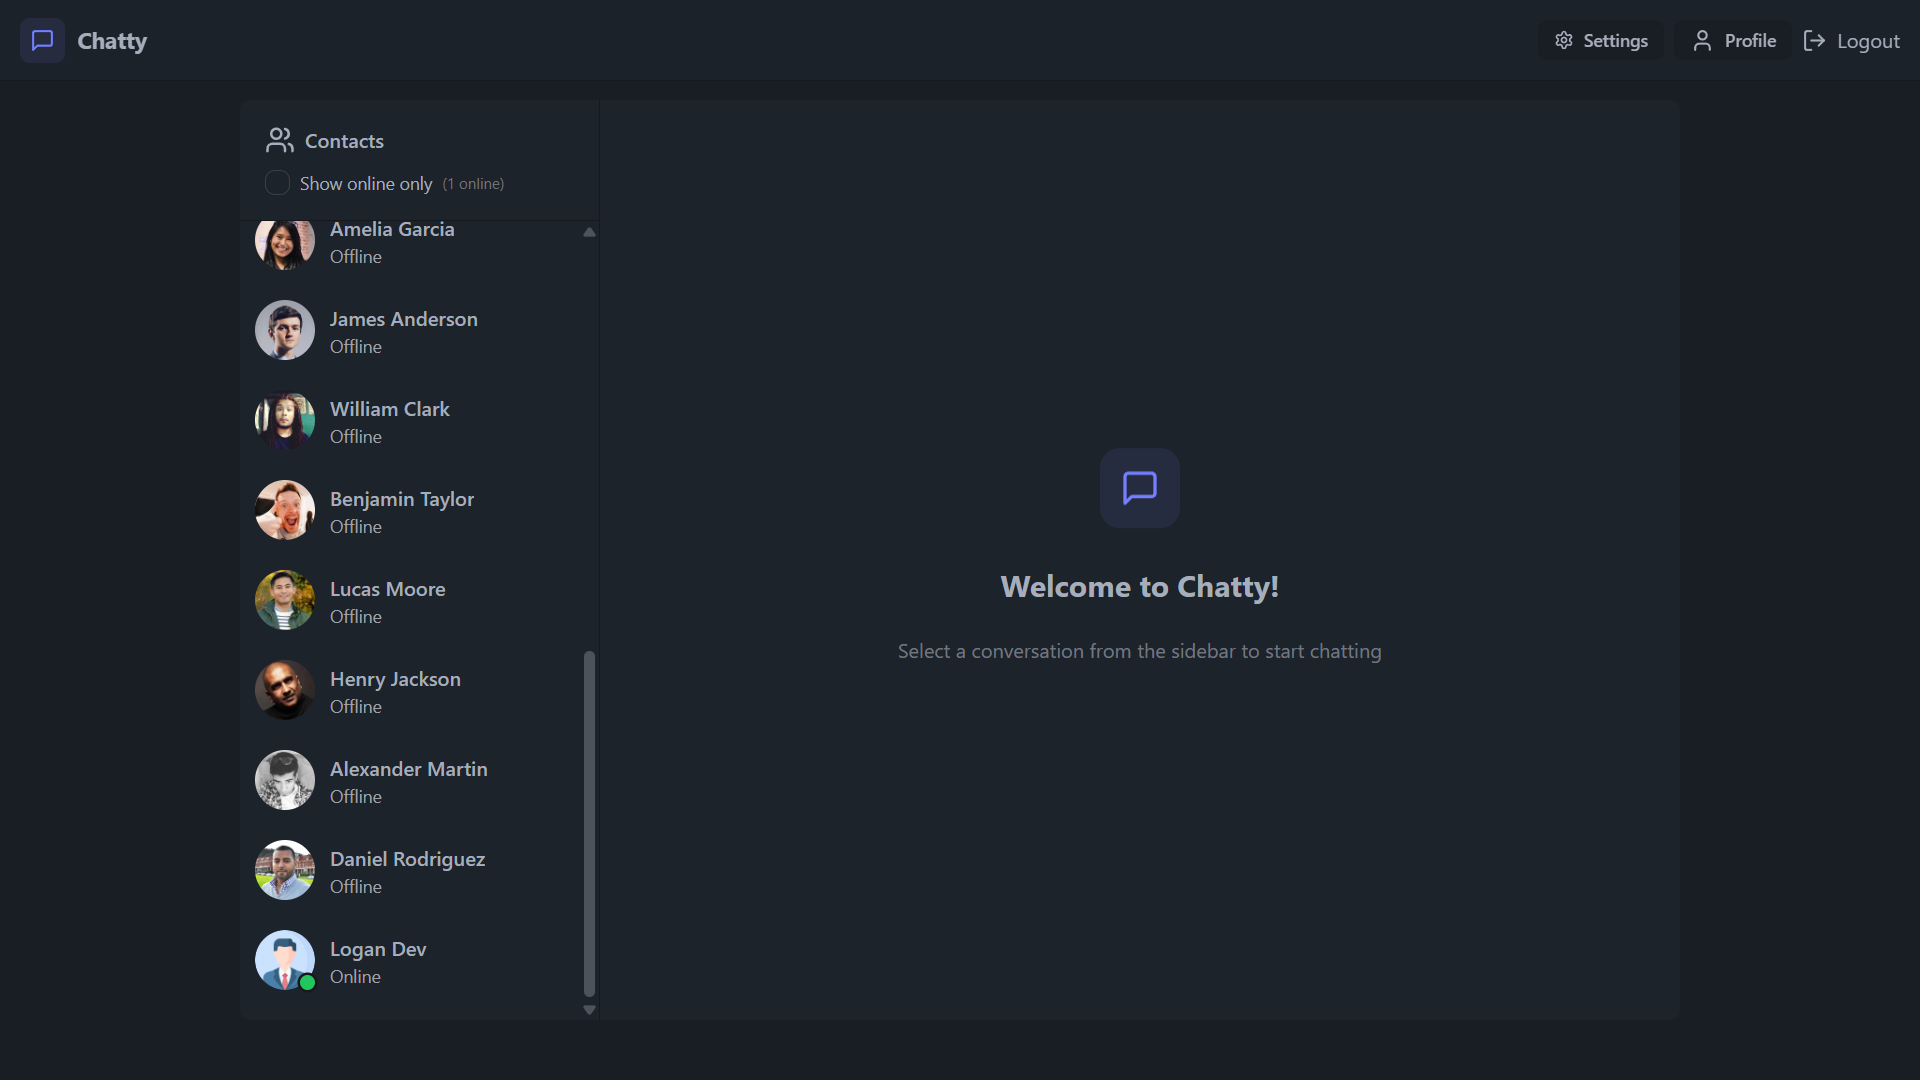 Chatty
Settings
Profile
Logout
Contacts
Show online only (1 online)
Amelia Garcia
Offline
James Anderson
Offline
William Clark
Offline
Benjamin Taylor
Offline
Lucas Moore
Offline
Henry Jackson
Offline
Alexander Martin
Offline
Daniel Rodriguez
Offline
Logan Dev
Online
Welcome to Chatty!
Select a conversation from the sidebar to start chatting